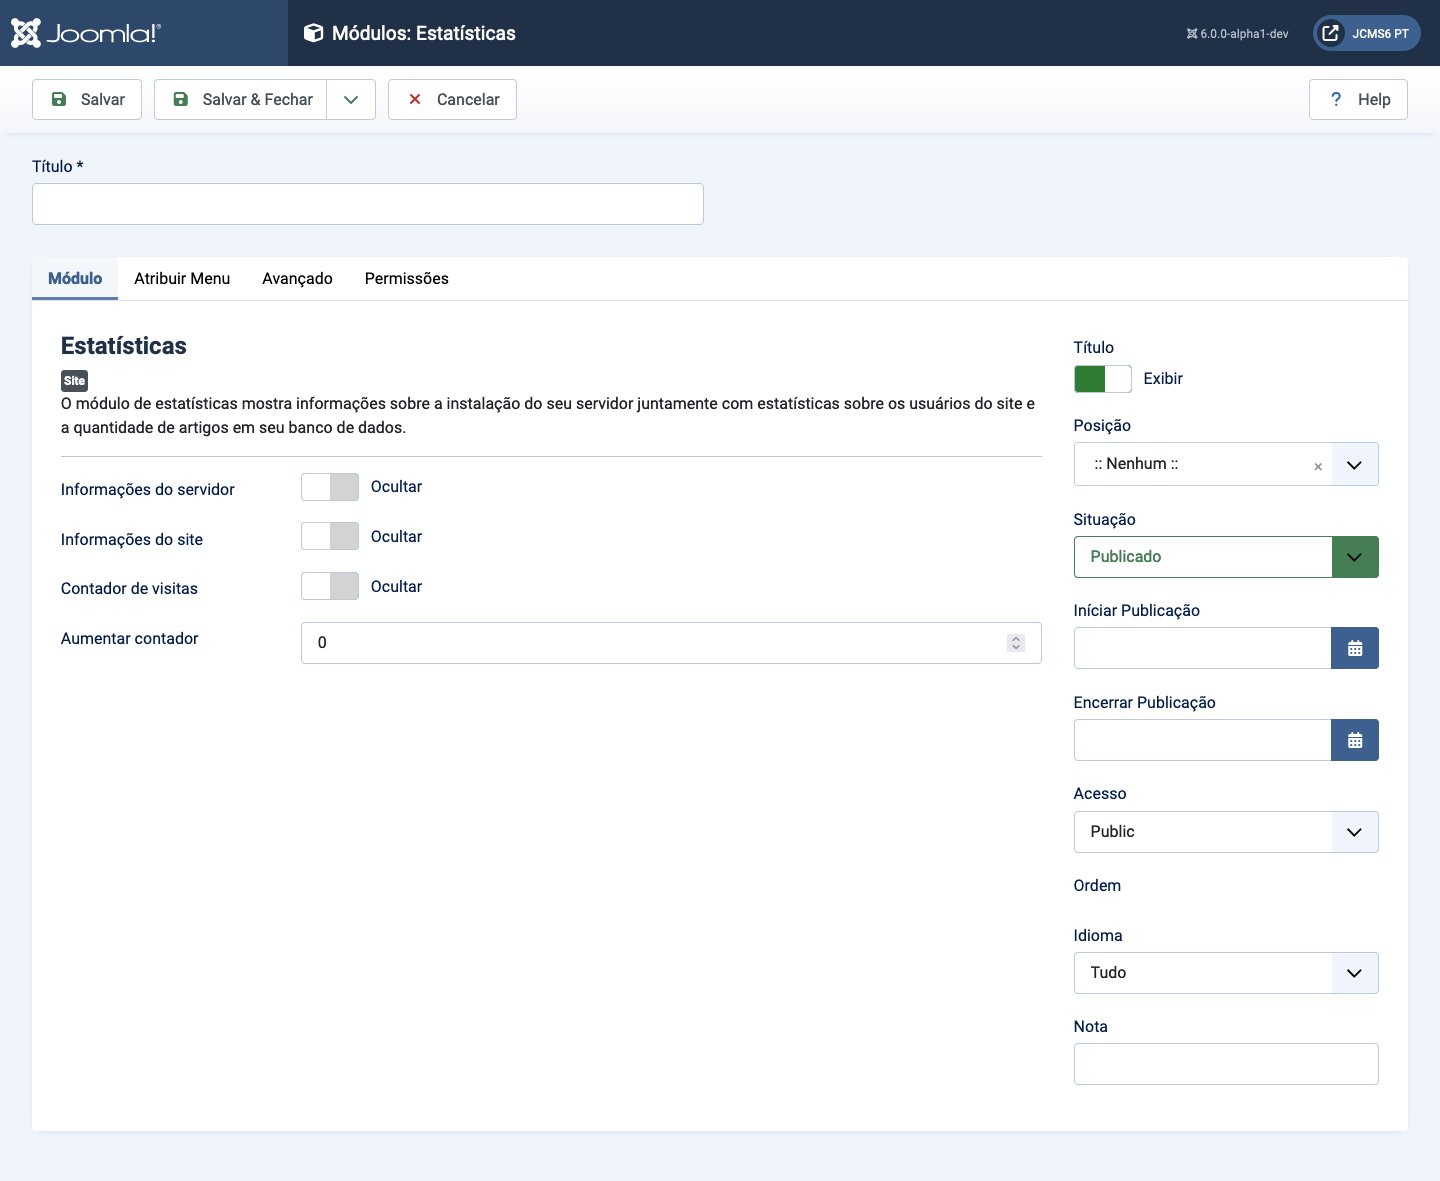 Joomla!®
Módulos: Estatísticas
6.0.0-alpha1-dev
JCMS6 PT
Salvar
Salvar & Fechar
Cancelar
? Help
Título *
Módulo
Atribuir Menu
Avançado
Permissões
Estatísticas
Site
O módulo de estatísticas mostra informações sobre a instalação do seu servidor juntamente com estatísticas sobre os usuários do site e
a quantidade de artigos em seu banco de dados.
Informações do servidor
Ocultar
Informações do site
Ocultar
Contador de visitas
Ocultar
Aumentar contador
0
Título
Exibir
Posição
:: Nenhum ::
×
Situação
Publicado
Iníciar Publicação
Encerrar Publicação
Acesso
Public
Ordem
Idioma
Tudo
Nota